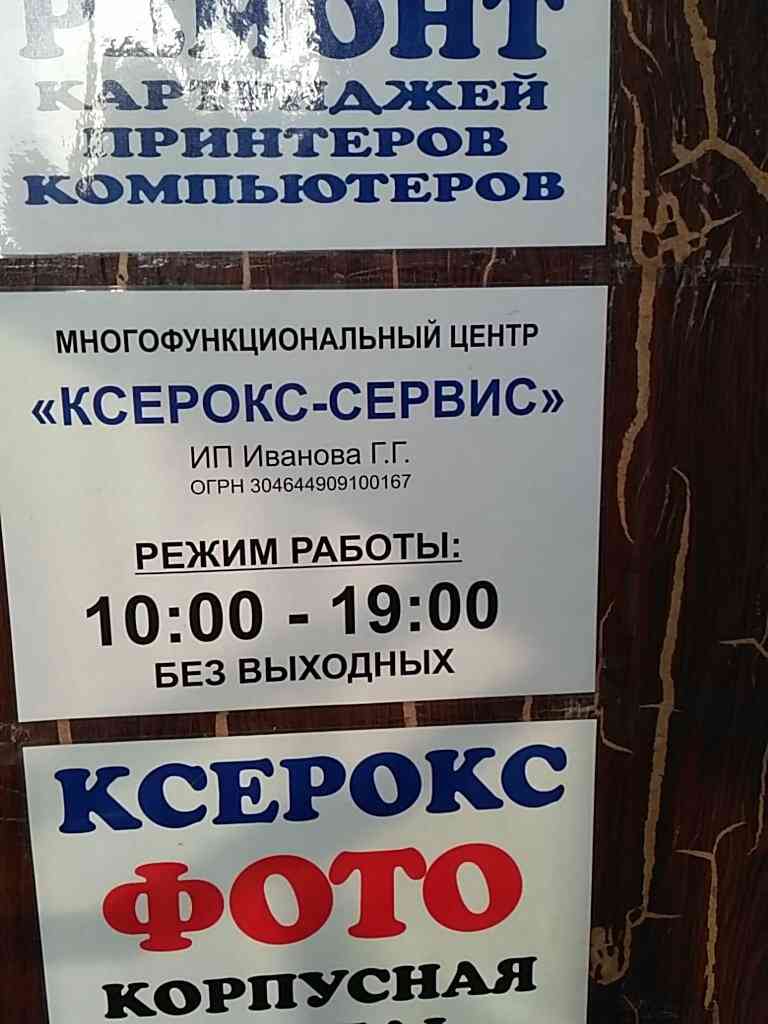 РЕМОНТ
КАРТРИДЖЕЙ
ПРИНТЕРОВ
КОМПЬЮТЕРОВ
МНОГОФУНКЦИОНАЛЬНЫЙ ЦЕНТР
«КСЕРОКС-СЕРВИС»
ИП Иванова Г.Г.
ОГРН 304644909100167
РЕЖИМ РАБОТЫ:
10:00 - 19:00
БЕЗ ВЫХОДНЫХ
КСЕРОКС
ФОТО
КОРПУСНАЯ